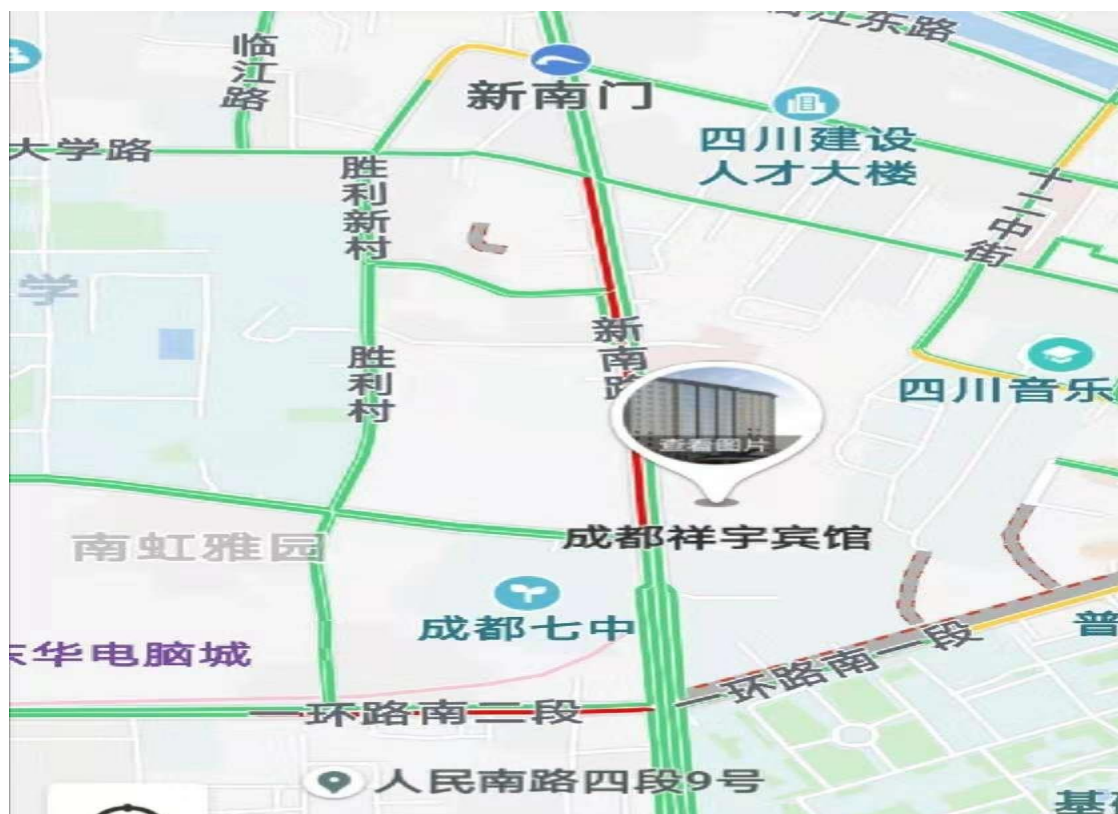 临江东路
临江路
新南门
四川建设
人才大楼
大学路
胜利新村
十二中街
学
新南路
胜利村
四川音乐
查看图片
成都祥宇宾馆
南虹雅园
成都七中
普
东华电脑城
一环路南一段
一环路南二段
人民南路四段9号
基